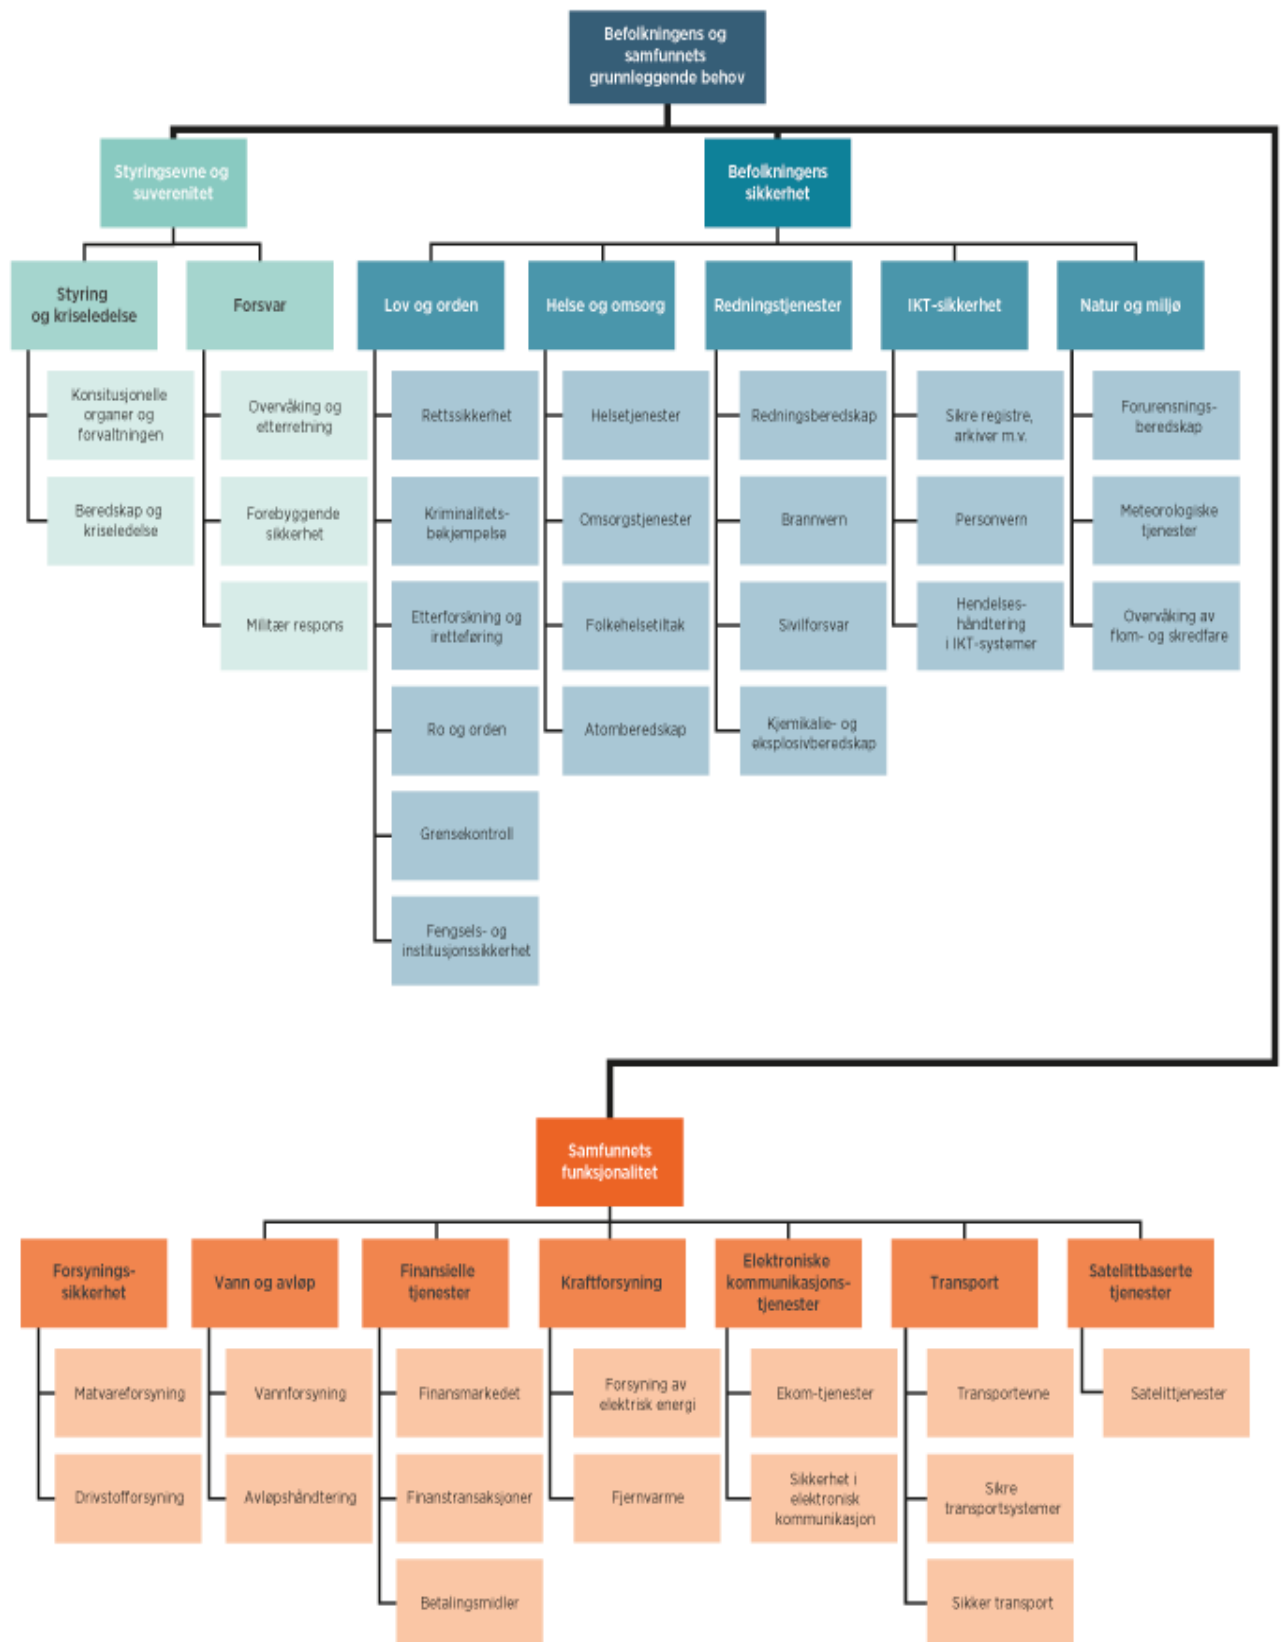 Befolkningens og
samfunnets
grunnleggende behov
Styringsevne og
suverenitet
Befolkningens
sikkerhet
Styring
og kriseledelse
Forsvar
Lov og orden
Helse og omsorg
Redningstjenester
IKT-sikkerhet
Natur og miljø
Konsitusjonelle
organer og
forvaltningen
Beredskap og
kriseledelse
Overvåking og
etterretning
Forebyggende
sikkerhet
Militær respons
Rettssikkerhet
Kriminalitets-
bekjempelse
Etterforskning og
iretteføring
Ro og orden
Grensekontroll
Fengsels- og
institusjonssikkerhet
Helsetjenester
Omsorgstjenester
Folkehelsetiltak
Atomberedskap
Redningsberedskap
Brannvern
Sivilforsvar
Kjemikalie- og
eksplosivberedskap
Sikre registre,
arkiver m.v.
Personvern
Hendelses-
håndtering
i IKT-systemer
Forurensnings-
beredskap
Meteorologiske
tjenester
Overvåking av
flom- og skredfare
Samfunnets
funksjonalitet
Forsynings-
sikkerhet
Vann og avløp
Finansielle
tjenester
Kraftforsyning
Elektroniske
kommunikasjons-
tjenester
Transport
Satelittbaserte
tjenester
Matvareforsyning
Drivstofforsyning
Vannforsyning
Avløpshåndtering
Finansmarkedet
Finanstransaksjoner
Betalingsmidler
Forsyning av
elektrisk energi
Fjernvarme
Ekom-tjenester
Sikkerhet i
elektronisk
kommunikasjon
Transportevne
Sikre
transportsystemer
Sikker transport
Satelittjenester